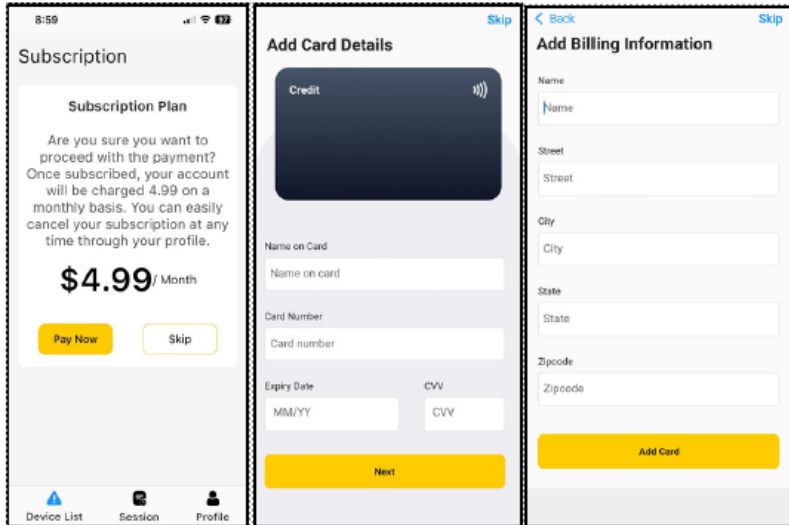 8:59
97
Subscription
Subscription Plan
Are you sure you want to
proceed with the payment?
Once subscribed, your account
will be charged 4.99 on a
monthly basis. You can easily
cancel your subscription at any
time through your profile.
$4.99/ Month
Pay Now
Skip
Device List
Session
Profile
Skip
Add Card Details
Credit
Name on Card
Name on card
Card Number
Card number
Expiry Date
CVV
MM/YY
CVV
Next
Back
Skip
Add Billing Information
Name
Name
Street
Street
City
City
State
State
Zipcode
Zipcode
Add Card